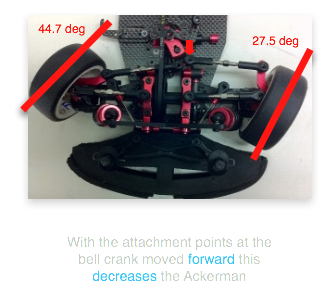 44.7 deg
27.5 deg
With the attachment points at the
bell crank moved forward this
decreases the Ackerman